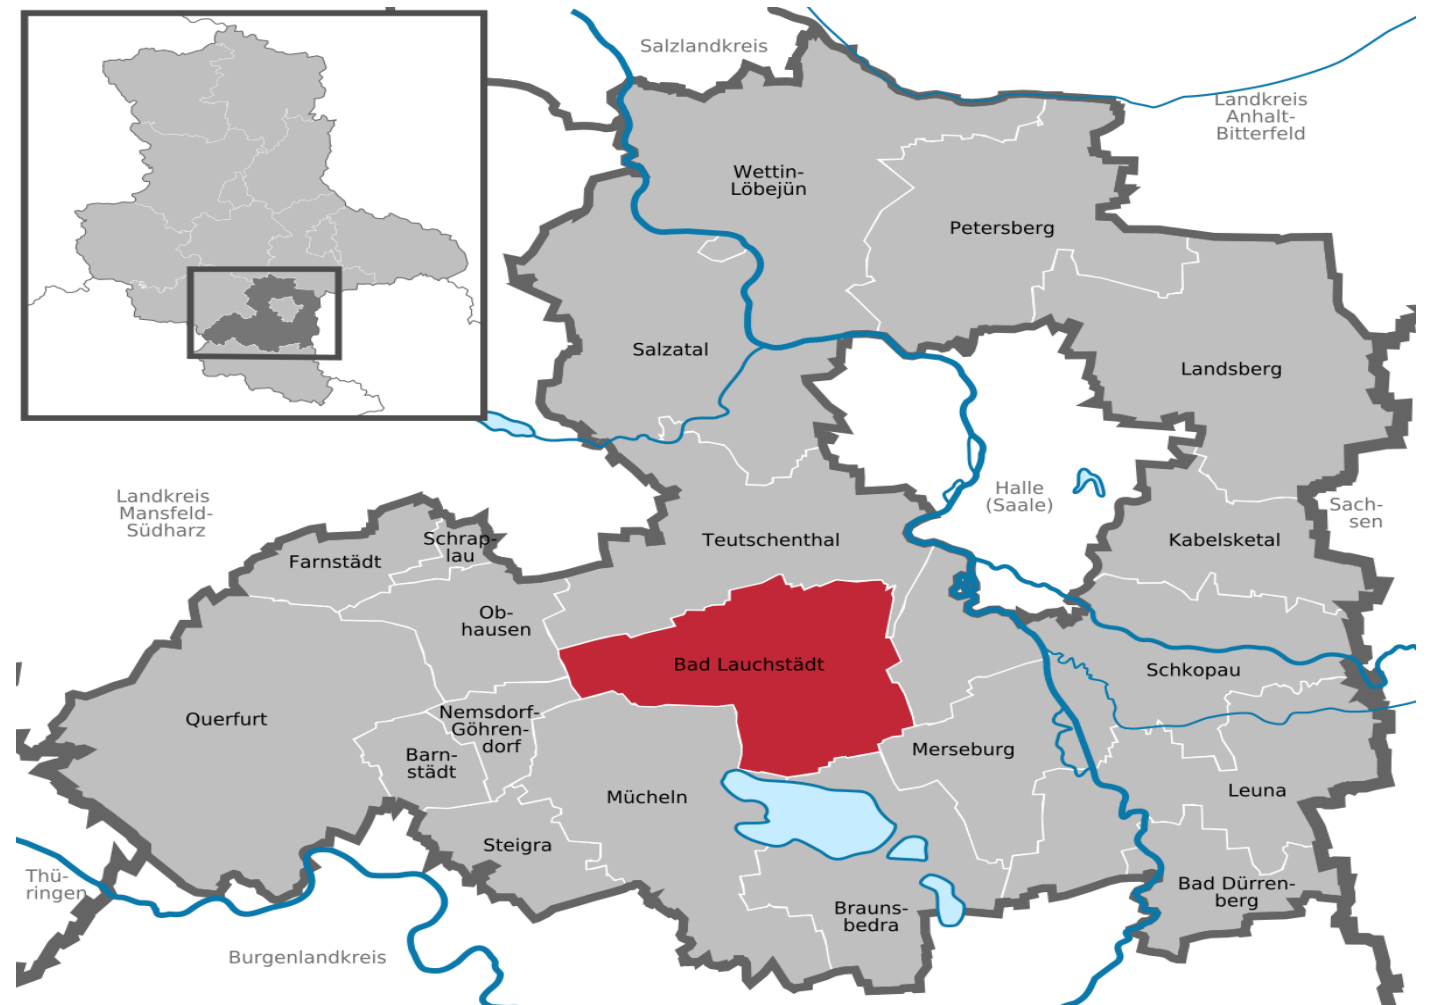 Salzlandkreis
Landkreis
Anhalt-
Bitterfeld
Wettin-
Löbejün
Petersberg
Salzatal
Landsberg
Landkreis
Mansfeld-
Südharz
Halle
(Saale)
Sach-
sen
Schrap-
lau
Farnstädt
Teutschenthal
Kabelsketal
Ob-
hausen
Bad Lauchstädt
Schkopau
Querfurt
Nemsdorf-
Göhren-
dorf
Merseburg
Barn-
städt
Mücheln
Leuna
Steigra
Thü-
ringen
Bad Dürren-
berg
Brauns-
bedra
Burgenlandkreis